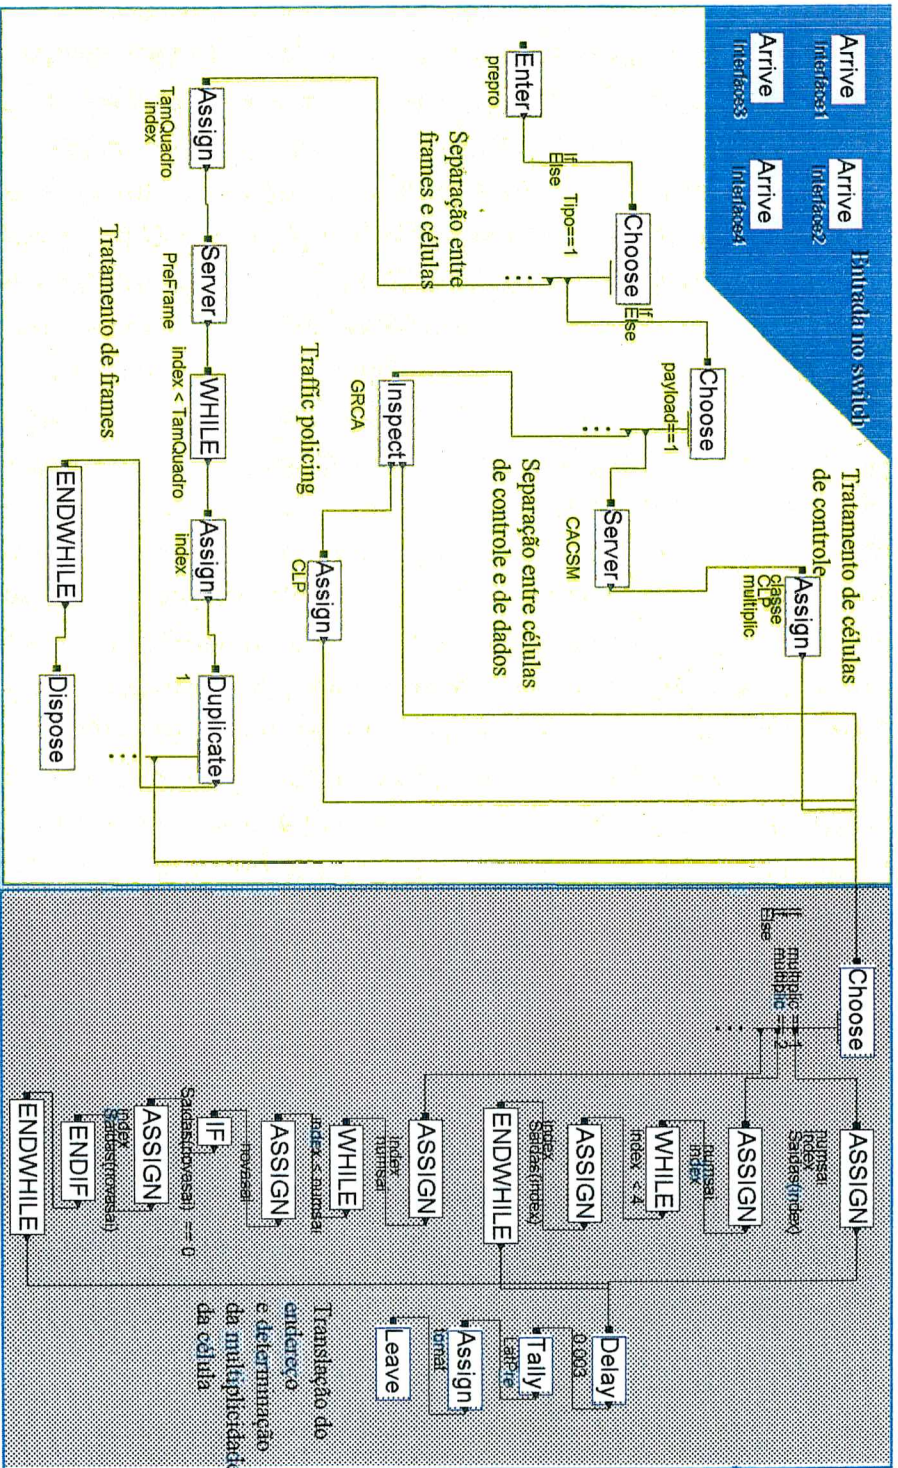 Arrive
Interface1
Arrive
Interface2
Arrive
Interface3
Arrive
Interface4
Entrada no switch
Enter
prepro
If
Else
Tipo==1
Choose
Separação entre
frames e células
If
Else
Choose
payload==1
Separação entre células
de controle e de dados
Server
CACSM
Tratamento de células
de controle
Assign
classe
CLP
multiplic
Inspect
GRCA
Traffic policing
Assign
CLP
Assign
TamQuadro
index
Server
PreFrame
WHILE
index < TamQuadro
Assign
index
Duplicate
1
Tratamento de frames
ENDWHILE
Dispose
Choose
If
If
Else
multiplic == 1
multiplic == 2
ASSIGN
numsai
index
Saidas(index)
ASSIGN
numsai
index
WHILE
index < 4
ASSIGN
index
Saidas(index)
ENDWHILE
ASSIGN
index
numsai
WHILE
index < numsai
ASSIGN
novasai
IF
Saidas(novasai) == 0
ASSIGN
index
Saidas(novasai)
ENDIF
ENDWHILE
Delay
0.003
Tally
LatPre
Assign
tomat
Leave
Translação do
endereço
e determinação
da multiplicidade
da célula